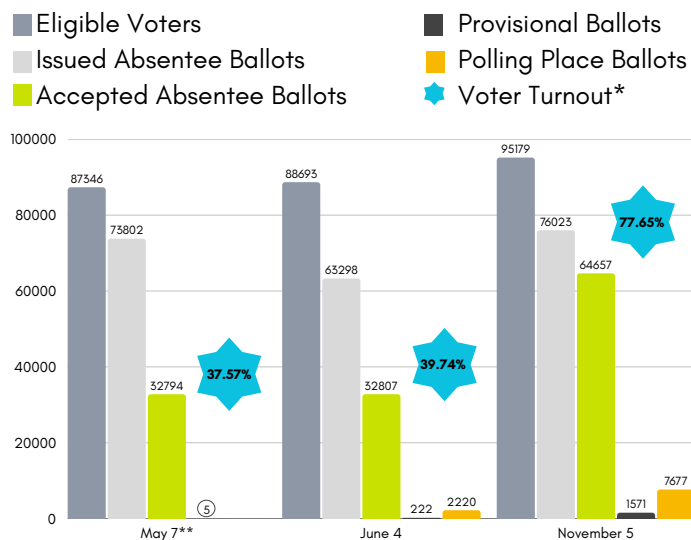 Eligible Voters
Issued Absentee Ballots
Accepted Absentee Ballots
Provisional Ballots
Polling Place Ballots
Voter Turnout*
100000
80000
60000
40000
20000
0
87346
73802
32794
5
37.57%
88693
63298
32807
222
2220
39.74%
95179
76023
64657
1571
7677
77.65%
May 7**
June 4
November 5